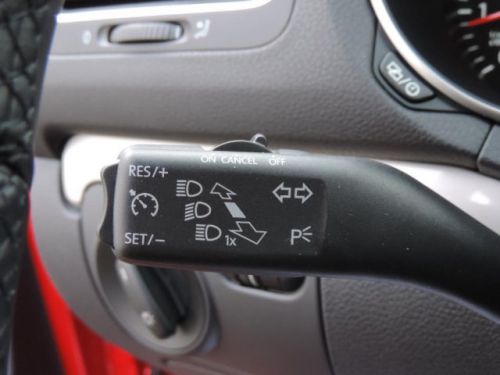 ON CANCEL OFF
RES/+
SET/-
1x
P